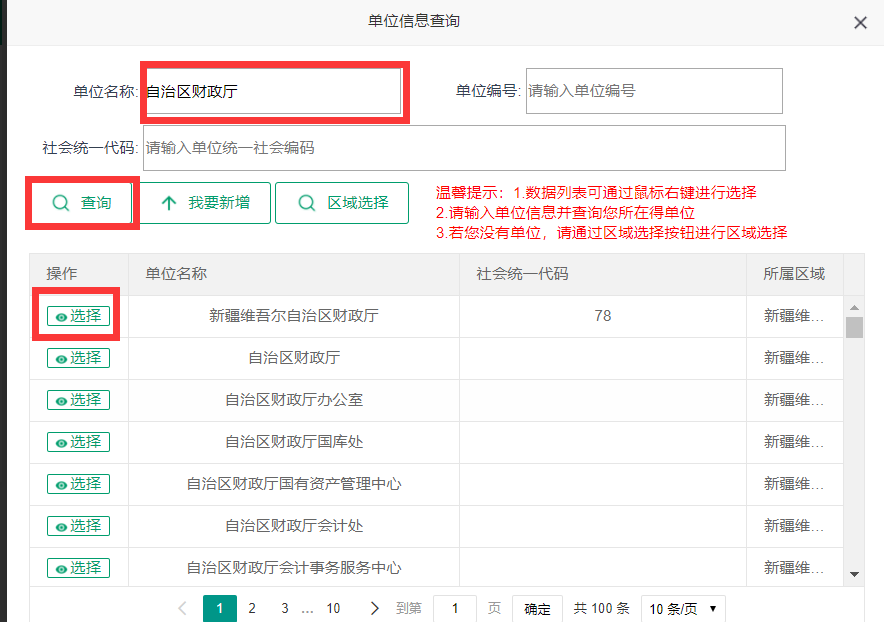 单位信息查询
单位名称: 自治区财政厅 单位编号: 请输入单位编号
社会统一代码: 请输入单位统一社会编码
查询 我要新增 区域选择
温馨提示：1.数据列表可通过鼠标右键进行选择
2.请输入单位信息并查询您所在得单位
3.若您没有单位，请通过区域选择按钮进行区域选择
操作 单位名称 社会统一代码 所属区域
选择 新疆维吾尔自治区财政厅 78 新疆维...
选择 自治区财政厅 新疆维...
选择 自治区财政厅办公室 新疆维...
选择 自治区财政厅国库处 新疆维...
选择 自治区财政厅国有资产管理中心 新疆维...
选择 自治区财政厅会计处 新疆维...
选择 自治区财政厅会计事务服务中心 新疆维...
1 2 3 ... 10 到第 1 页 确定 共 100 条 10 条/页